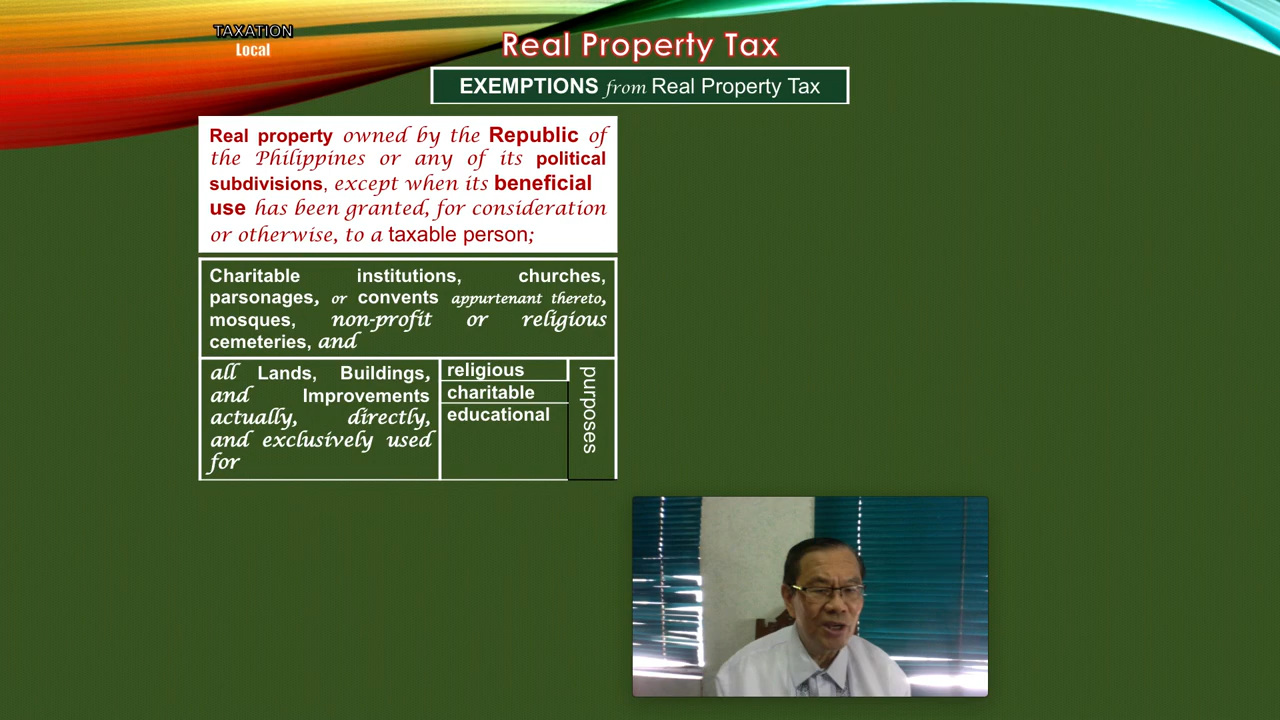 TAXATION
Local
Real Property Tax
EXEMPTIONS from Real Property Tax
Real property owned by the Republic of
the Philippines or any of its political
subdivisions, except when its beneficial
use has been granted, for consideration
or otherwise, to a taxable person;
Charitable institutions, churches,
parsonages, or convents appurtenant thereto,
mosques, non-profit or religious
cemeteries, and
all Lands, Buildings,
and Improvements
actually, directly,
and exclusively used
for
religious
charitable
educational
purposes